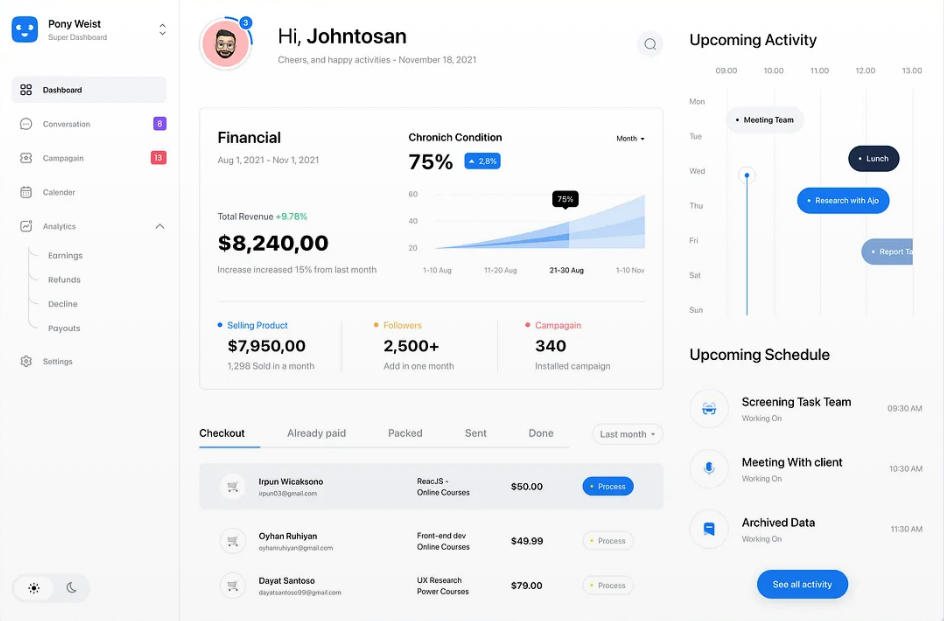 Pony Weist
Super Dashboard
Dashboard
Conversation 8
Campagain 13
Calender
Analytics
Earnings
Refunds
Decline
Payouts
Settings
3
Hi, Johntosan
Cheers, and happy activities - November 18, 2021
Financial
Aug 1, 2021 - Nov 1, 2021
Total Revenue +9.78%
$8,240,00
Increase increased 15% from last month
Chronich Condition
Month
75% 2,8%
60
40
20
75%
1-10 Aug 11-20 Aug 21-30 Aug 1-10 Nov
Selling Product
$7,950,00
1,298 Sold in a month
Followers
2,500+
Add in one month
Campagain
340
Installed campaign
Checkout Already paid Packed Sent Done Last month
Irpun Wicaksono
irpun03@gmail.com
ReacJS -
Online Courses
$50.00
Process
Oyhan Ruhiyan
oyhanruhiyan@gmail.com
Front-end dev
Online Courses
$49.99
Process
Dayat Santoso
dayatsantoso99@gmail.com
UX Research
Power Courses
$79.00
Process
Upcoming Activity
09.00 10.00 11.00 12.00 13.00
Mon
Meeting Team
Tue
Lunch
Wed
Research with Ajo
Thu
Fri
Report Ta
Sat
Sun
Upcoming Schedule
Screening Task Team
Working On
09:30 AM
Meeting With client
Working On
10:30 AM
Archived Data
Working On
11:30 AM
See all activity